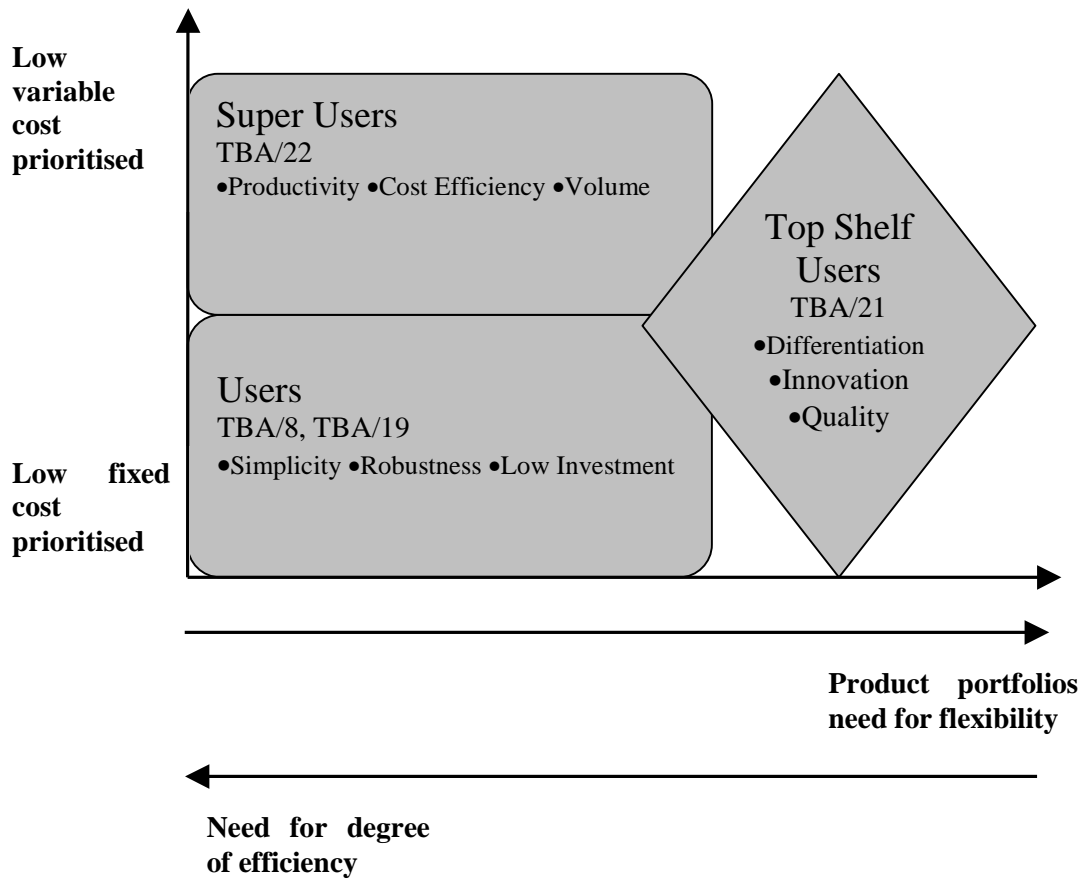 Low
variable
cost
prioritised
Super Users
TBA/22
•Productivity •Cost Efficiency •Volume
Top Shelf
Users
TBA/21
•Differentiation
•Innovation
•Quality
Users
TBA/8, TBA/19
•Simplicity •Robustness •Low Investment
Low fixed
cost
prioritised
Product portfolios
need for flexibility
Need for degree
of efficiency